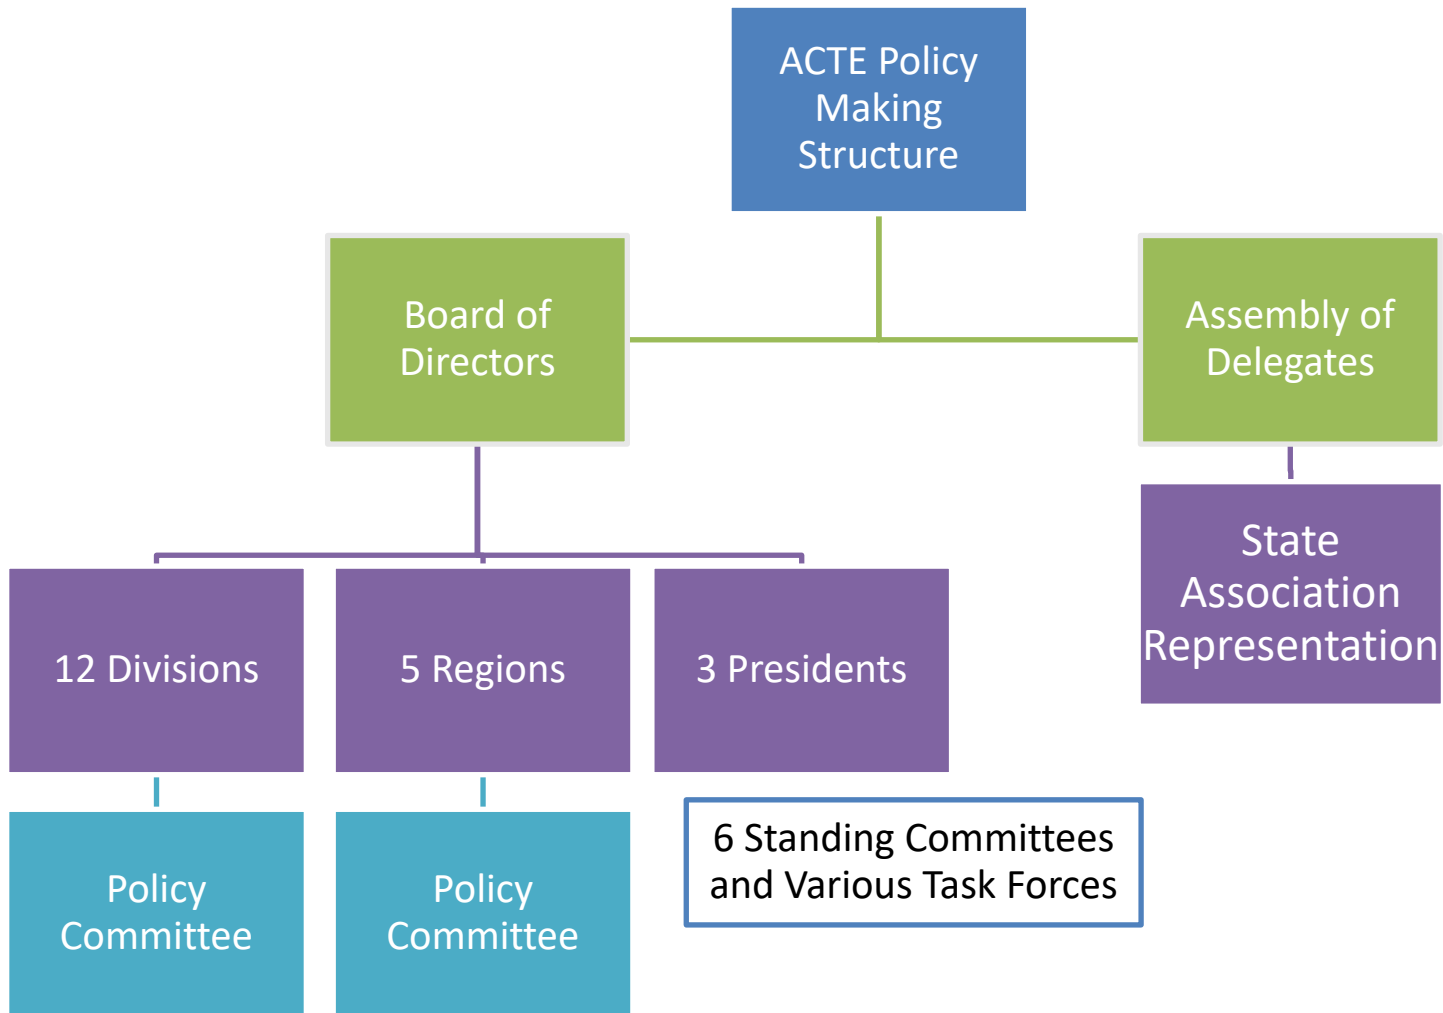 ACTE Policy
Making
Structure
Board of
Directors
Assembly of
Delegates
State
Association
Representation
12 Divisions
5 Regions
3 Presidents
6 Standing Committees
and Various Task Forces
Policy
Committee
Policy
Committee